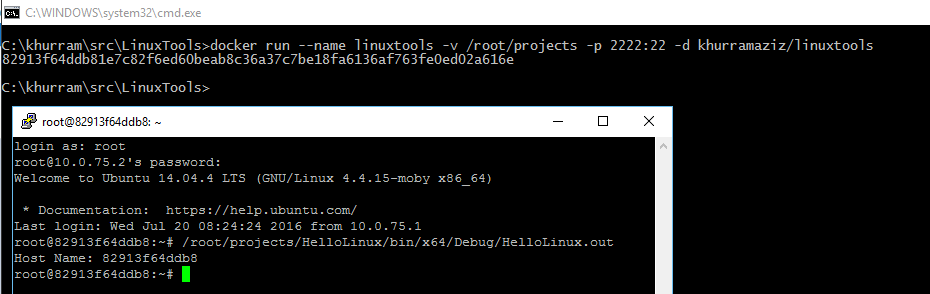 C:\WINDOWS\system32\cmd.exe
C:\khurram\src\LinuxTools>docker run --name linuxtools -v /root/projects -p 2222:22 -d khurramaziz/linuxtools
82913f64ddb81e7c82f6ed60beab8c36a37c7be18fa6136af763fe0ed02a616e
C:\khurram\src\LinuxTools>
root@82913f64ddb8: ~
login as: root
root@10.0.75.2's password:
Welcome to Ubuntu 14.04.4 LTS (GNU/Linux 4.4.15-moby x86_64)
* Documentation:  https://help.ubuntu.com/
Last login: Wed Jul 20 08:24:24 2016 from 10.0.75.1
root@82913f64ddb8:~# /root/projects/HelloLinux/bin/x64/Debug/HelloLinux.out
Host Name: 82913f64ddb8
root@82913f64ddb8:~#